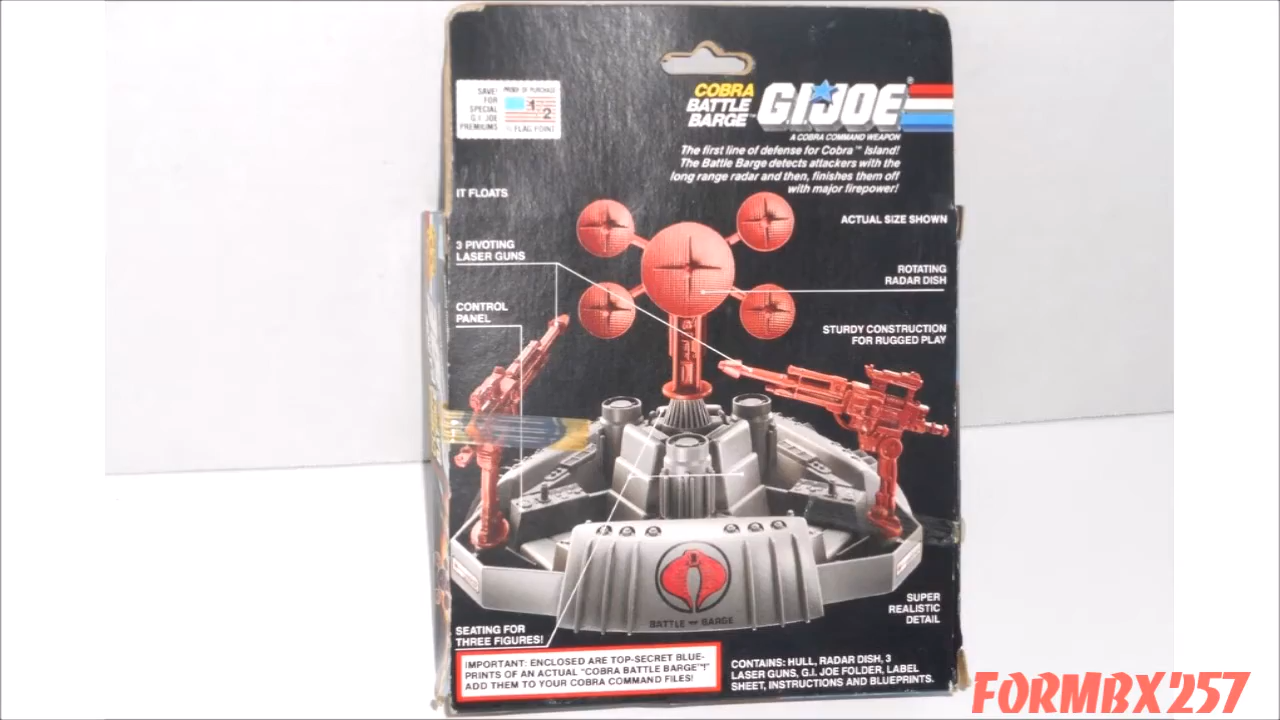 SAVE!
FOR
SPECIAL
G.I. JOE
PREMIUMS
PROOF OF PURCHASE
1/2
FLAG POINT
COBRA
BATTLE
BARGE™
G.I.JOE®
A COBRA COMMAND WEAPON
The first line of defense for Cobra™ Island!
The Battle Barge detects attackers with the
long range radar and then, finishes them off
with major firepower!
IT FLOATS
ACTUAL SIZE SHOWN
3 PIVOTING
LASER GUNS
ROTATING
RADAR DISH
CONTROL
PANEL
STURDY CONSTRUCTION
FOR RUGGED PLAY
BATTLE BARGE
SUPER
REALISTIC
DETAIL
SEATING FOR
THREE FIGURES!
IMPORTANT: ENCLOSED ARE TOP-SECRET BLUE-
PRINTS OF AN ACTUAL "COBRA BATTLE BARGE™!"
ADD THEM TO YOUR COBRA COMMAND FILES!
CONTAINS: HULL, RADAR DISH, 3
LASER GUNS, G.I. JOE FOLDER, LABEL
SHEET, INSTRUCTIONS AND BLUEPRINTS.
FORMBX257